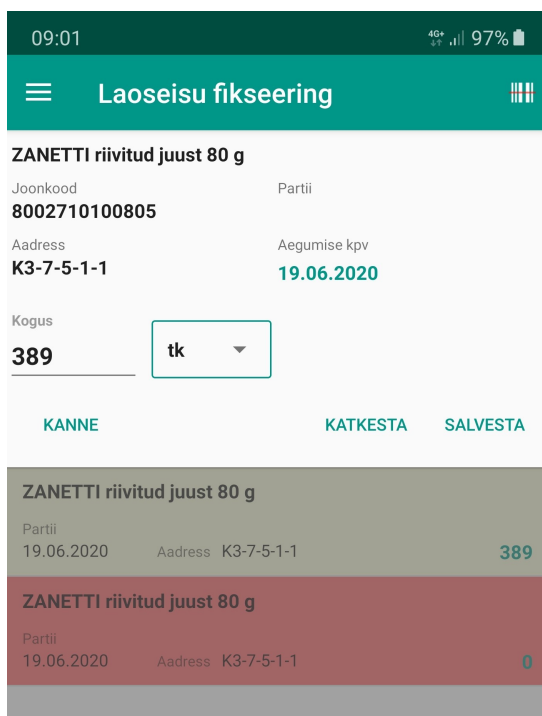 09:01 4G+ 97%
Laoseisu fikseering
ZANETTI riivitud juust 80 g
Joonkood Partii
8002710100805
Aadress Aegumise kpv
K3-7-5-1-1 19.06.2020
Kogus
389 tk
KANNE KATKESTA SALVESTA
ZANETTI riivitud juust 80 g
Partii
19.06.2020 Aadress K3-7-5-1-1 389
ZANETTI riivitud juust 80 g
Partii
19.06.2020 Aadress K3-7-5-1-1 0